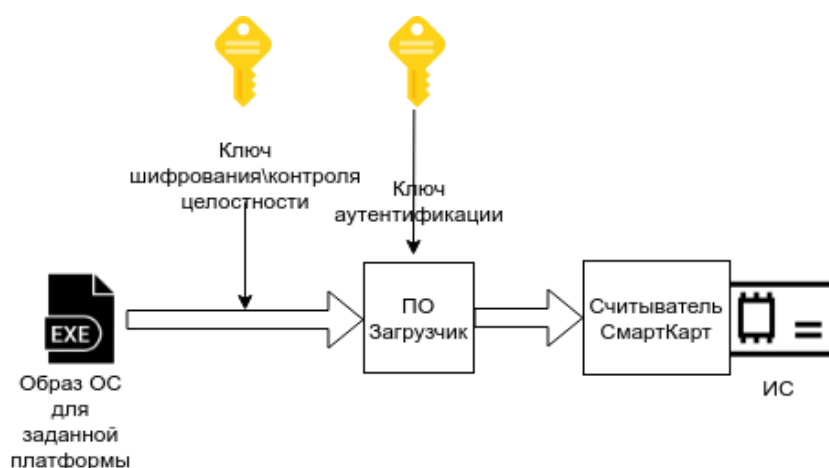 Ключ
шифрования\контроля
целостности
Ключ
аутентификации
EXE
Образ ОС
для
заданной
платформы
ПО
Загрузчик
Считыватель
СмартКарт
ИС